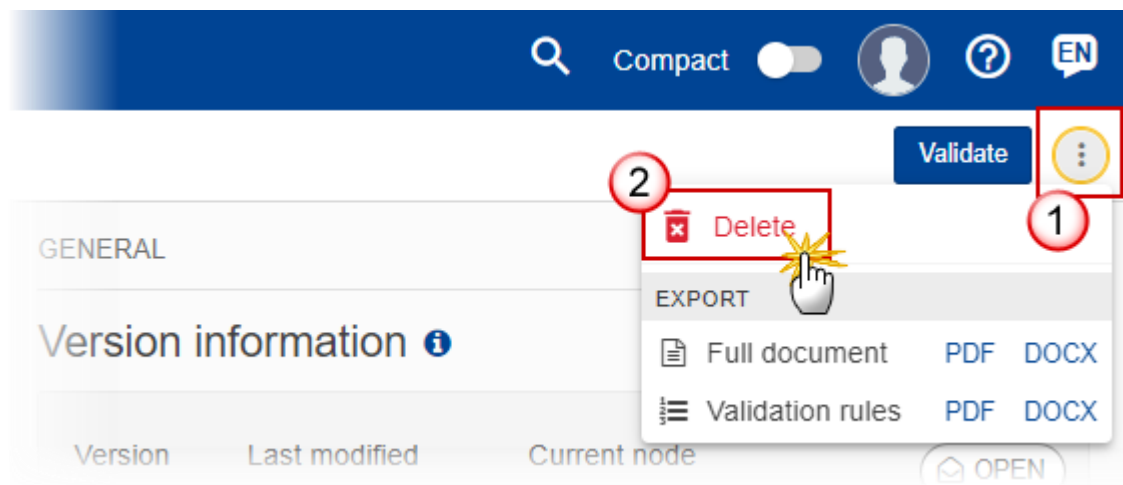 Compact EN
Validate
1
2
Delete
GENERAL
EXPORT
Version information i
Full document PDF DOCX
Validation rules PDF DOCX
Version Last modified Current node OPEN